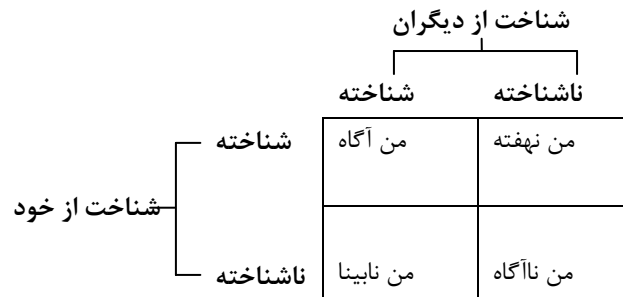 شناخت از دیگران
ناشناخته
شناخته
شناخته
من آگاه
من نهفته
شناخت از خود
ناشناخته
من نابینا
من ناآگاه